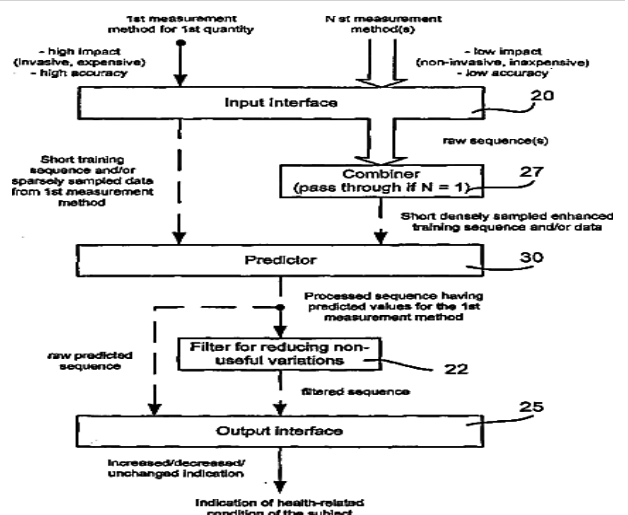 1st measurement
method for 1st quantity
N st measurement
method(s)
- high impact
(invasive, expensive)
- high accuracy
- low impact
(non-invasive, inexpensive)
- low accuracy
Input interface
20
raw sequence(s)
Short training
sequence and/or
sparsely sampled data
from 1st measurement
method
Combiner
(pass through if N = 1)
27
Short densely sampled enhanced
training sequence and/or data
Predictor
30
Processed sequence having
predicted values for the 1st
measurement method
raw predicted
sequence
Filter for reducing non-
useful variations
22
filtered sequence
Output interface
25
Increased/decreased/
unchanged indication
Indication of health-related
condition of the subject